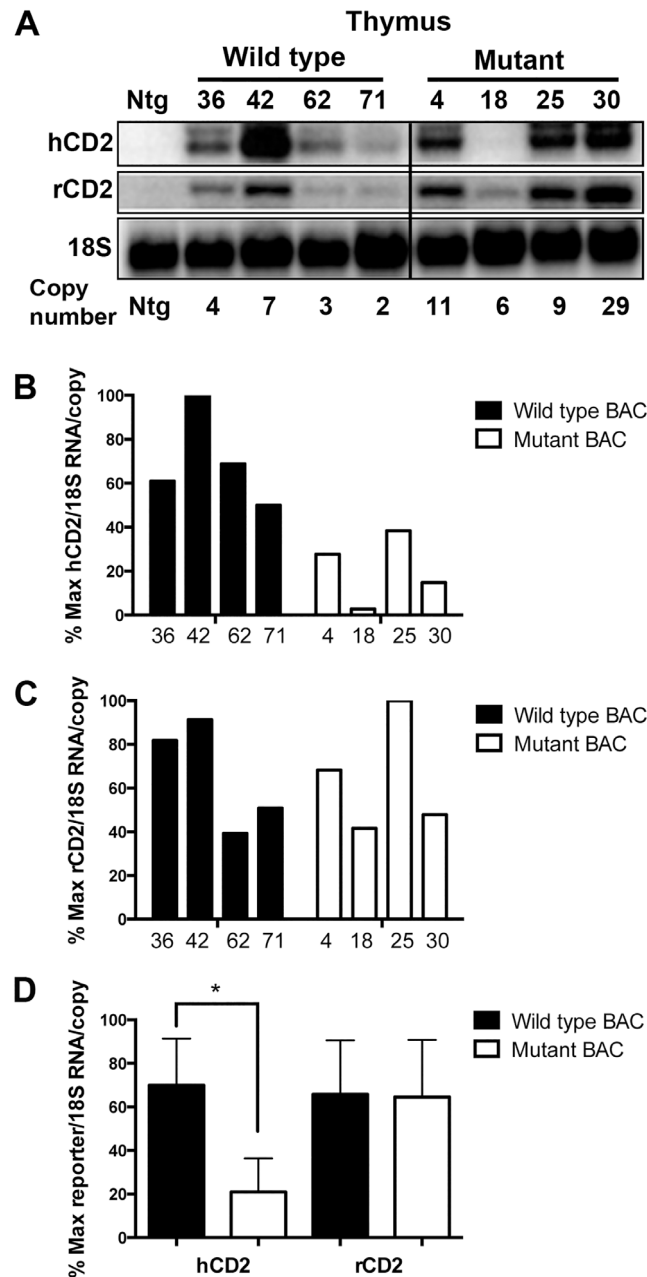 A
Thymus
Wild type Mutant
Ntg 36 42 62 71 4 18 25 30
hCD2
rCD2
18S
Copy
number Ntg 4 7 3 2 11 6 9 29
B
% Max hCD2/18S RNA/copy
100
80
60
40
20
0
36 42 62 71 4 18 25 30
Wild type BAC
Mutant BAC
C
% Max rCD2/18S RNA/copy
100
80
60
40
20
0
36 42 62 71 4 18 25 30
Wild type BAC
Mutant BAC
D
% Max reporter/18S RNA/copy
100
80
60
40
20
0
*
hCD2 rCD2
Wild type BAC
Mutant BAC